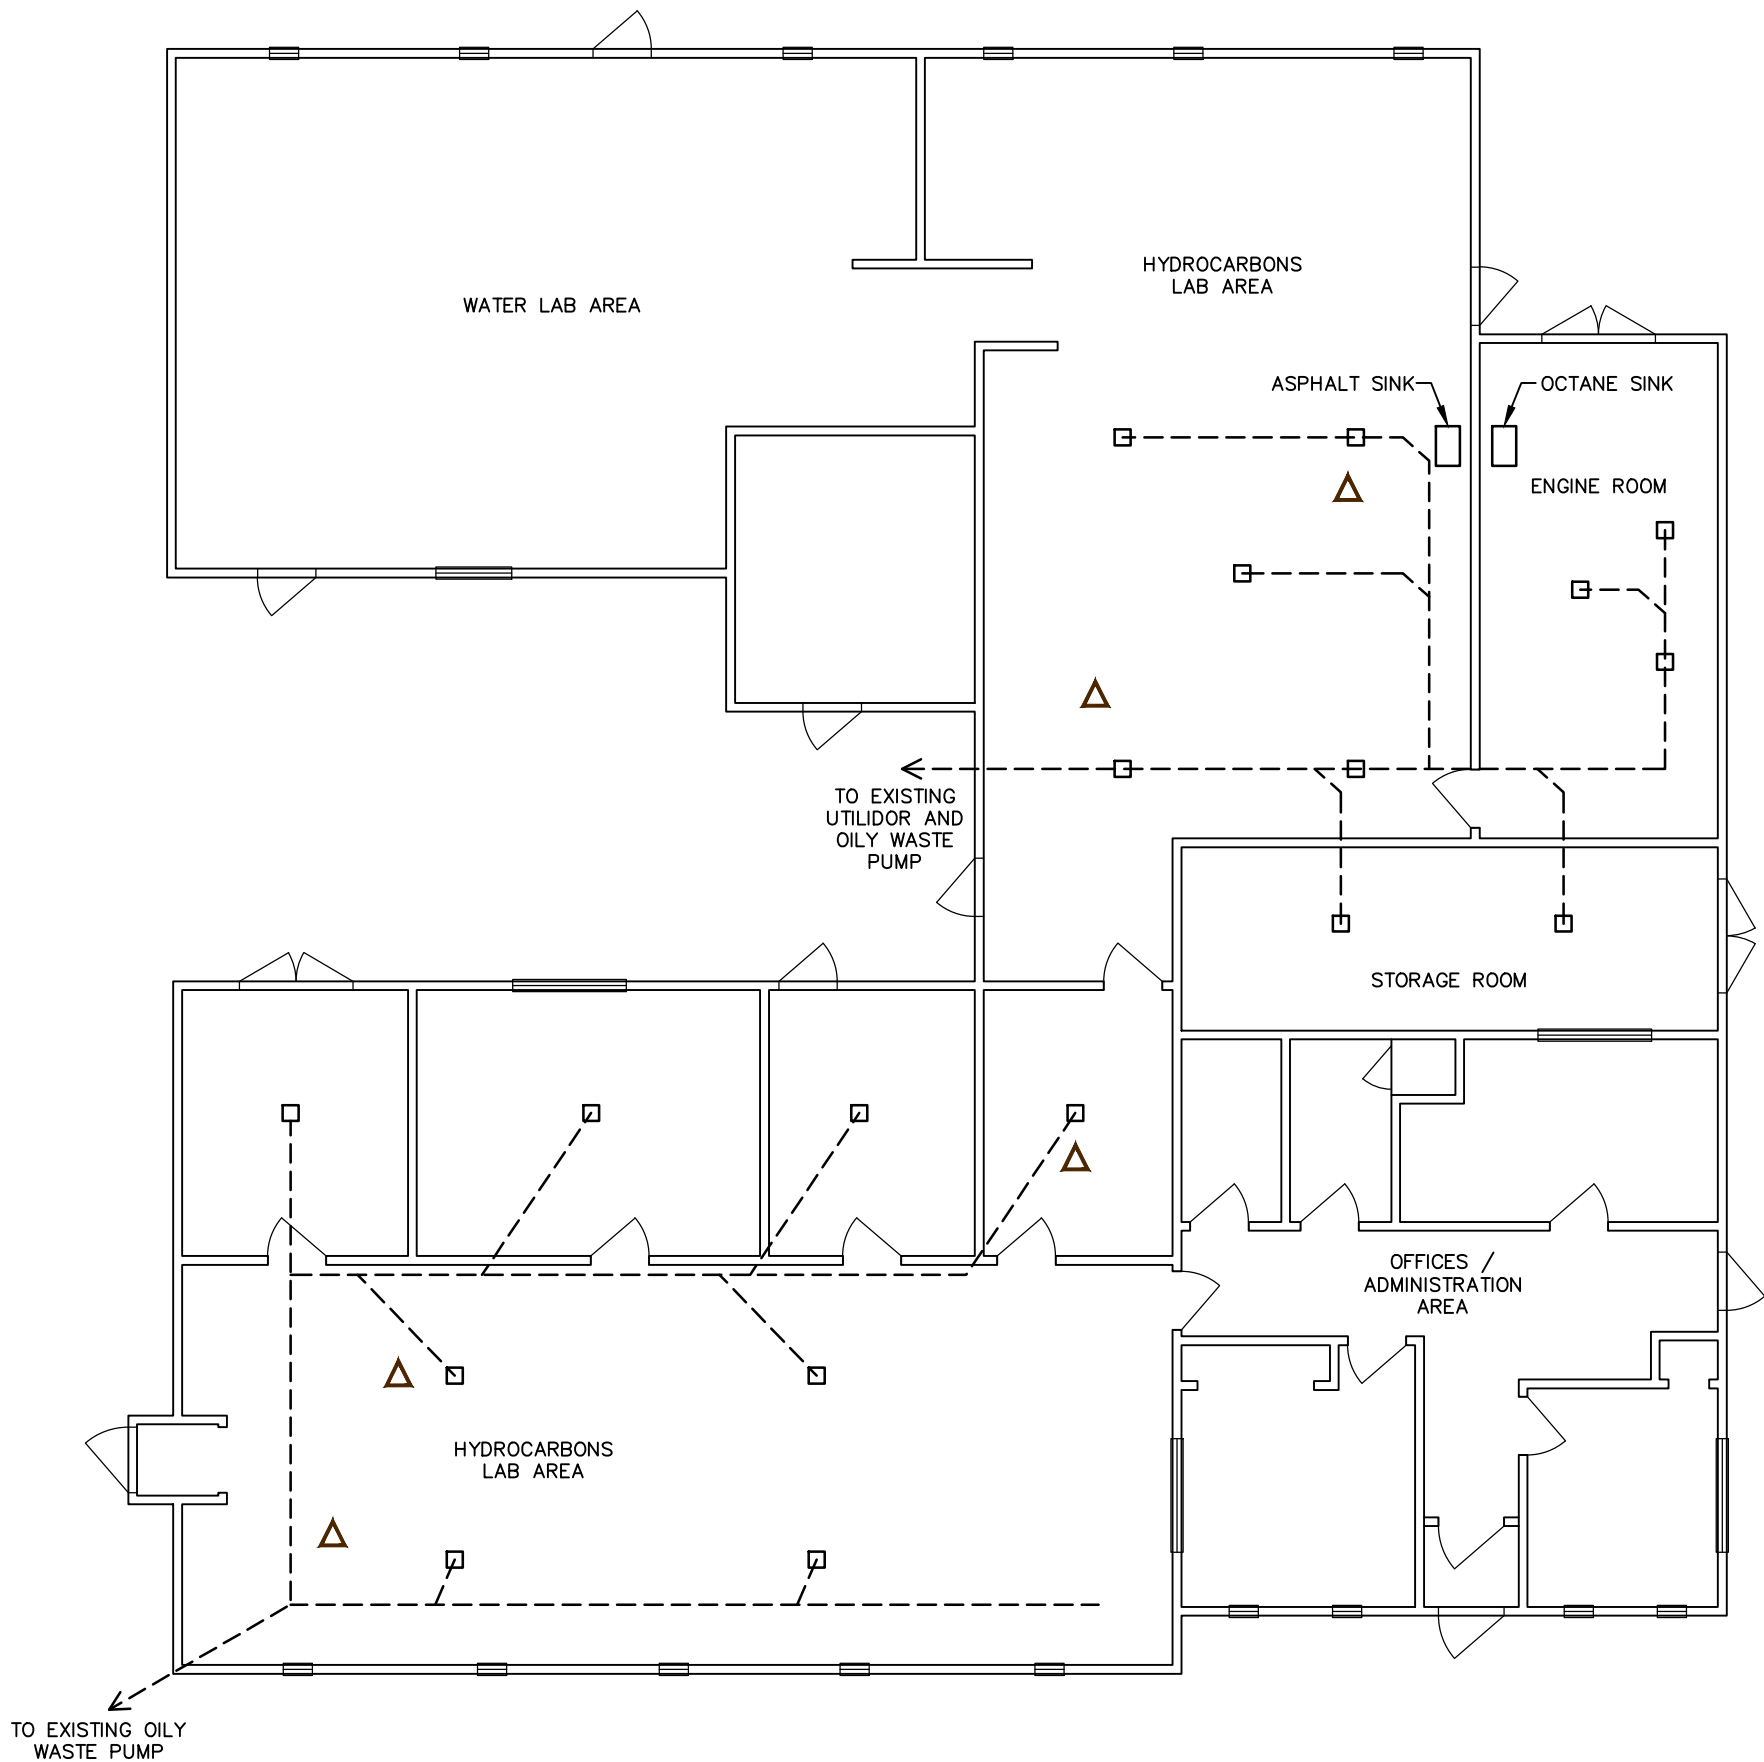 HYDROCARBONS
LAB AREA
WATER LAB AREA
ASPHALT SINK
OCTANE SINK
ENGINE ROOM
TO EXISTING
UTILIDOR AND
OILY WASTE
PUMP
STORAGE ROOM
OFFICES /
ADMINISTRATION
AREA
HYDROCARBONS
LAB AREA
TO EXISTING OILY
WASTE PUMP